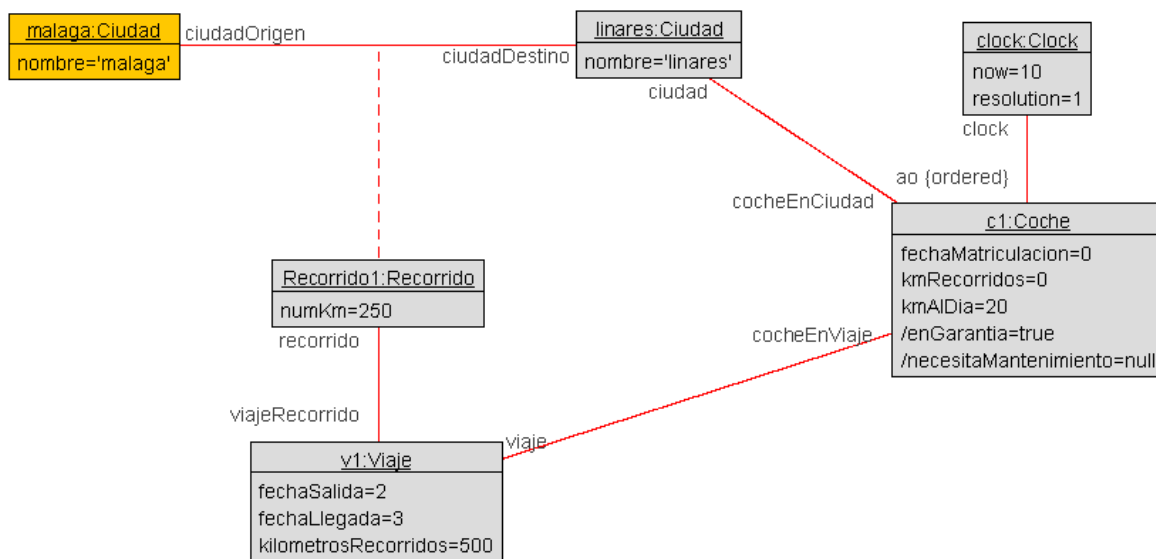 malaga:Ciudad
nombre='malaga'
ciudadOrigen
ciudadDestino
linares:Ciudad
nombre='linares'
ciudad
clock:Clock
now=10
resolution=1
clock
ao {ordered}
cocheEnCiudad
c1:Coche
fechaMatriculacion=0
kmRecorridos=0
kmAlDia=20
/enGarantia=true
/necesitaMantenimiento=null
Recorrido1:Recorrido
numKm=250
recorrido
cocheEnViaje
viajeRecorrido
viaje
v1:Viaje
fechaSalida=2
fechaLlegada=3
kilometrosRecorridos=500